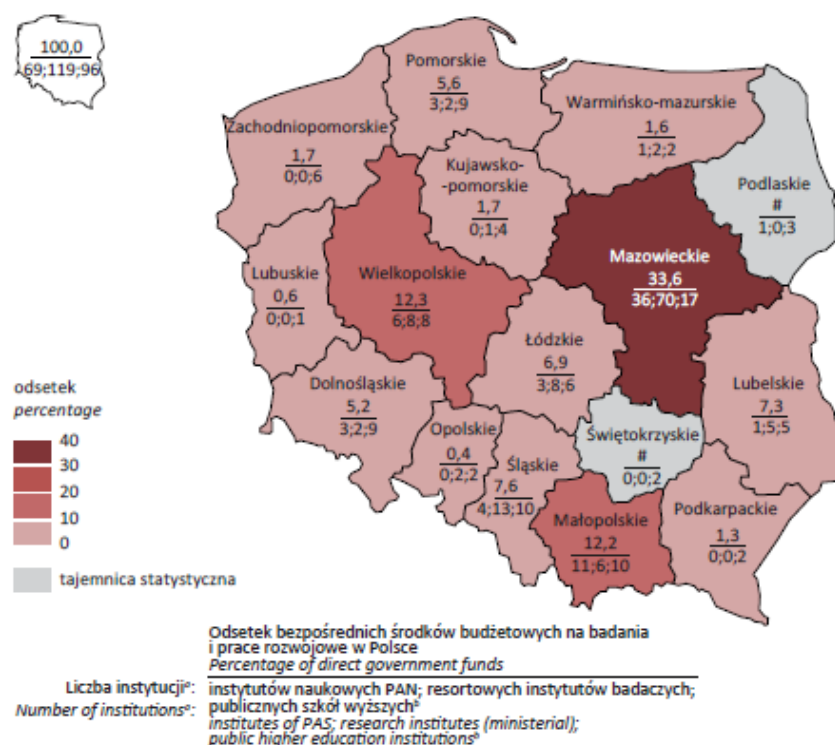 100,0
69;119;96
Pomorskie
5,6
3;2;9
Warmińsko-mazurskie
1,6
1;2;2
Zachodniopomorskie
1,7
0;0;6
Kujawsko-
-pomorskie
1,7
0;1;4
Podlaskie
#
1;0;3
Mazowieckie
33,6
36;70;17
Lubuskie
0,6
0;0;1
Wielkopolskie
12,3
6;8;8
Łódzkie
6,9
3;8;6
Lubelskie
7,3
1;5;5
Dolnośląskie
5,2
3;2;9
Opolskie
0,4
0;2;2
Śląskie
7,6
4;13;10
Świętokrzyskie
#
0;0;2
Małopolskie
12,2
11;6;10
Podkarpackie
1,3
0;0;2
odsetek
percentage
40
30
20
10
0
tajemnica statystyczna
Odsetek bezpośrednich środków budżetowych na badania
i prace rozwojowe w Polsce
Percentage of direct government funds
Liczba instytucjiᵃ: instytutów naukowych PAN; resortowych instytutów badaczych;
Number of institutionsᵃ: publicznych szkół wyższychᵇ
institutes of PAS; research institutes (ministerial);
public higher education institutionsᵇ